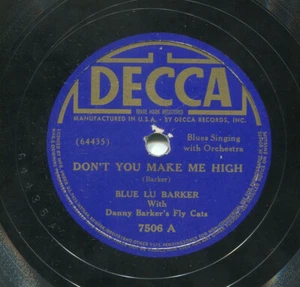 DECCA
MANUFACTURED IN U.S.A. BY DECCA RECORDS, INC.
(64435)
Blues Singing
with Orchestra
DON'T YOU MAKE ME HIGH
(Barker)
BLUE LU BARKER
With
Danny Barker's Fly Cats
7506 A